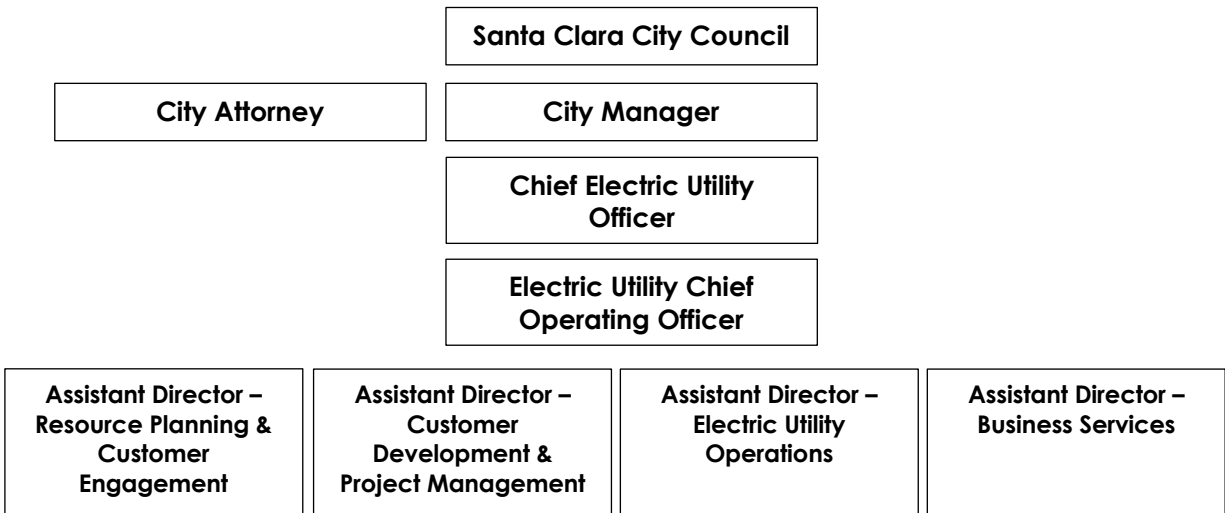 Santa Clara City Council
City Attorney
City Manager
Chief Electric Utility
Officer
Electric Utility Chief
Operating Officer
Assistant Director –
Resource Planning &
Customer
Engagement
Assistant Director –
Customer
Development &
Project Management
Assistant Director –
Electric Utility
Operations
Assistant Director –
Business Services